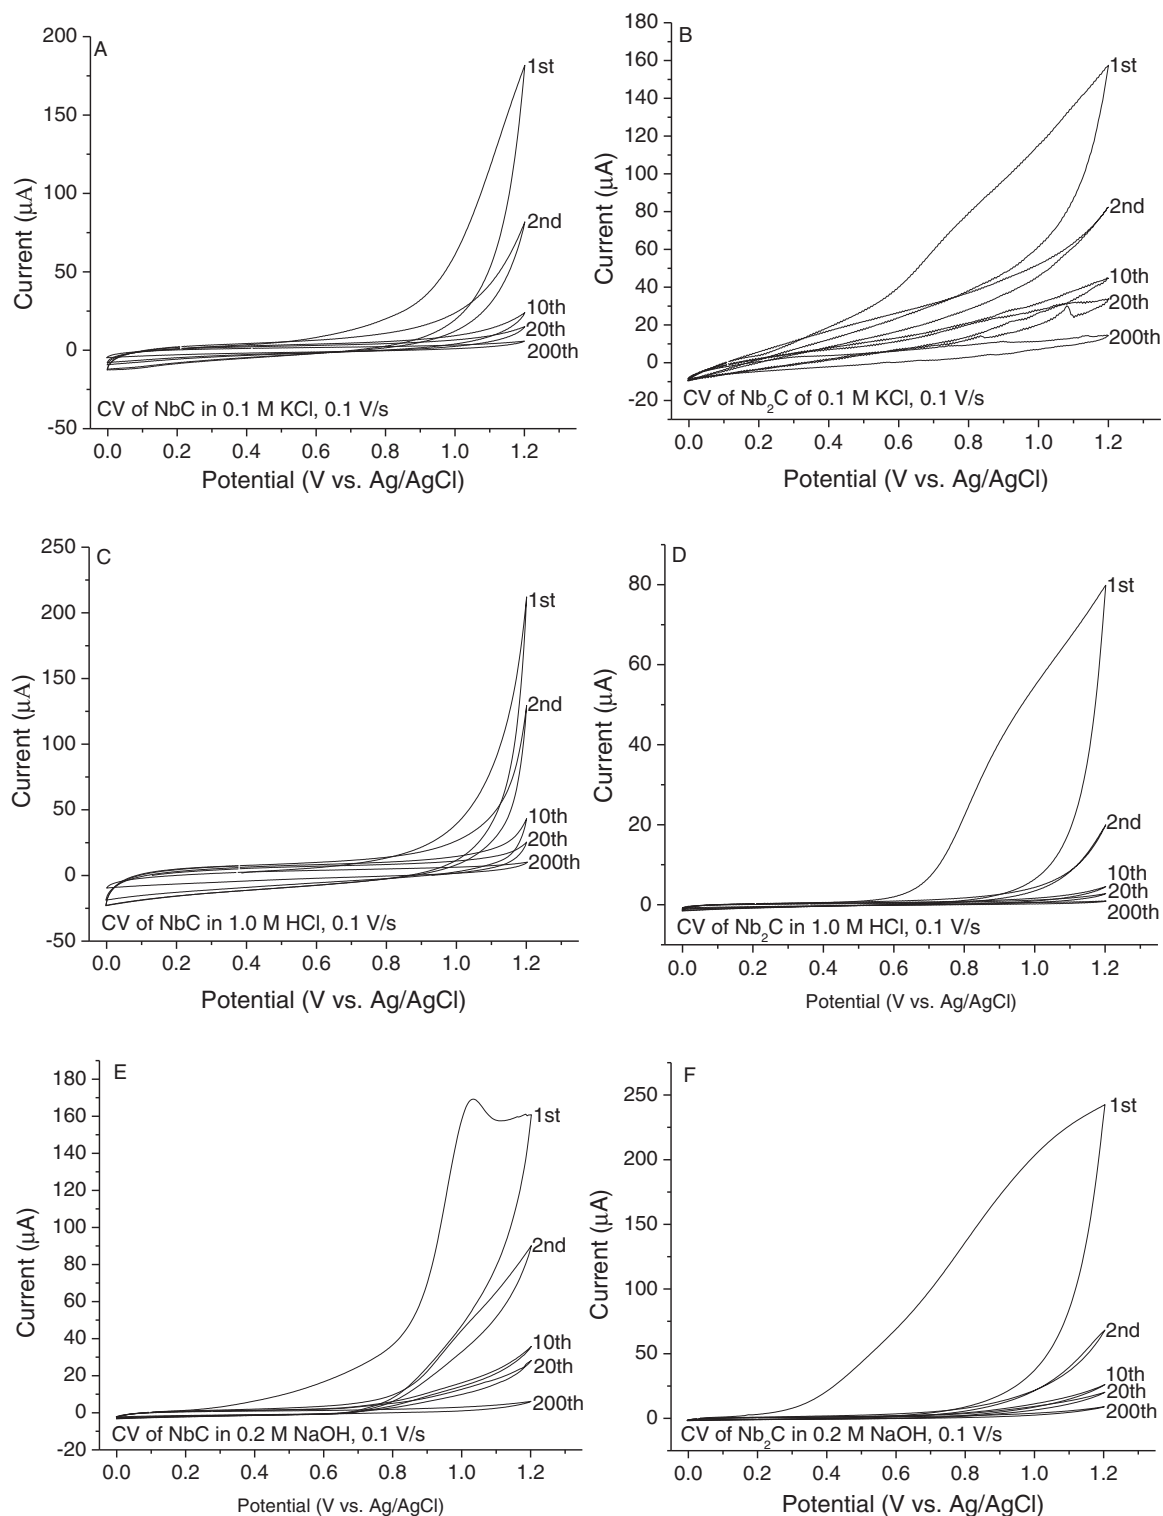 A
200
150
100
50
0
-50
Current (µA)
1st
2nd
10th
20th
200th
CV of NbC in 0.1 M KCl, 0.1 V/s
0.0 0.2 0.4 0.6 0.8 1.0 1.2
Potential (V vs. Ag/AgCl)
B
180
160
140
120
100
80
60
40
20
0
-20
Current (µA)
1st
2nd
10th
20th
200th
CV of Nb2C of 0.1 M KCl, 0.1 V/s
0.0 0.2 0.4 0.6 0.8 1.0 1.2
Potential (V vs. Ag/AgCl)
C
250
200
150
100
50
0
-50
Current (µA)
1st
2nd
10th
20th
200th
CV of NbC in 1.0 M HCl, 0.1 V/s
0.0 0.2 0.4 0.6 0.8 1.0 1.2
Potential (V vs. Ag/AgCl)
D
80
60
40
20
0
Current (µA)
1st
2nd
10th
20th
200th
CV of Nb2C in 1.0 M HCl, 0.1 V/s
0.0 0.2 0.4 0.6 0.8 1.0 1.2
Potential (V vs. Ag/AgCl)
E
180
160
140
120
100
80
60
40
20
0
-20
Current (µA)
1st
2nd
10th
20th
200th
CV of NbC in 0.2 M NaOH, 0.1 V/s
0.0 0.2 0.4 0.6 0.8 1.0 1.2
Potential (V vs. Ag/AgCl)
F
250
200
150
100
50
0
Current (µA)
1st
2nd
10th
20th
200th
CV of Nb2C in 0.2 M NaOH, 0.1 V/s
0.0 0.2 0.4 0.6 0.8 1.0 1.2
Potential (V vs. Ag/AgCl)